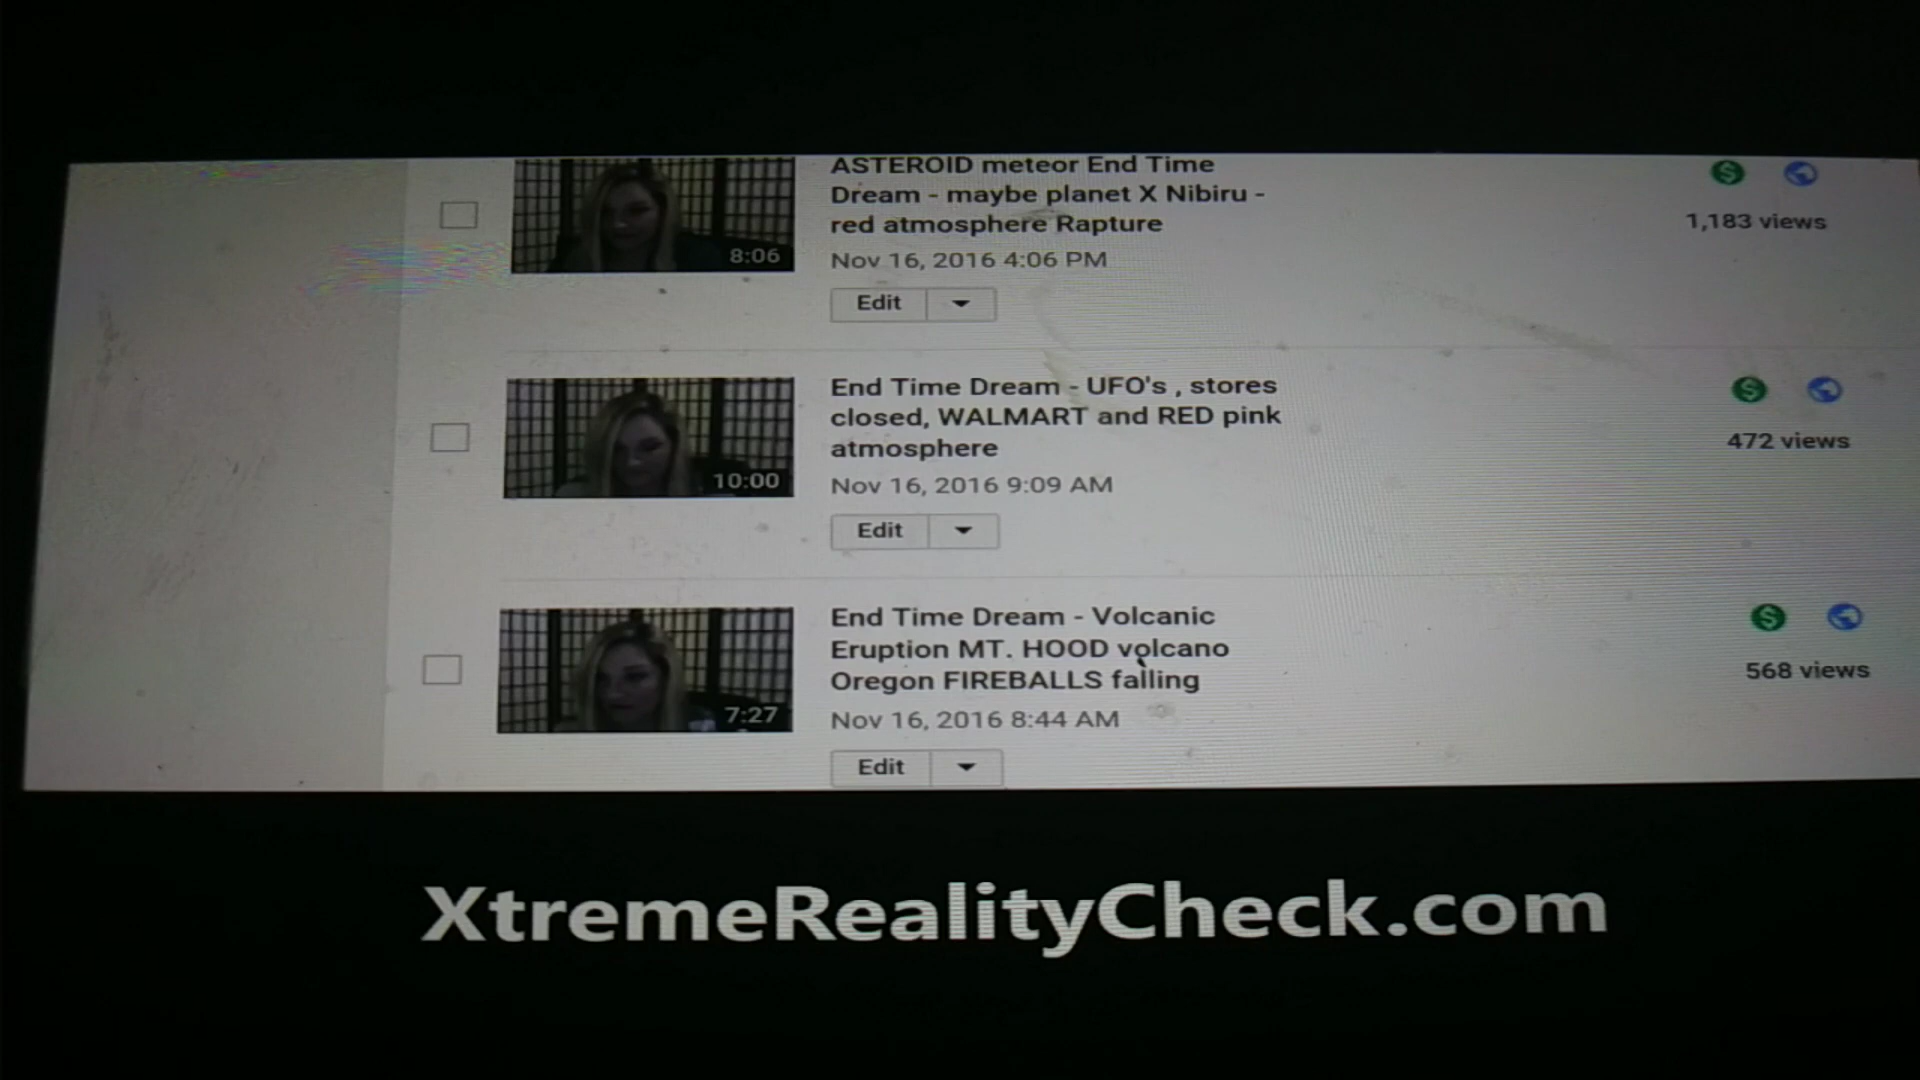 ASTEROID meteor End Time
Dream - maybe planet X Nibiru -
red atmosphere Rapture
8:06
Nov 16, 2016 4:06 PM
1,183 views
Edit
End Time Dream - UFO's , stores
closed, WALMART and RED pink
atmosphere
10:00
Nov 16, 2016 9:09 AM
472 views
Edit
End Time Dream - Volcanic
Eruption MT. HOOD volcano
Oregon FIREBALLS falling
7:27
Nov 16, 2016 8:44 AM
568 views
Edit
XtremeRealityCheck.com